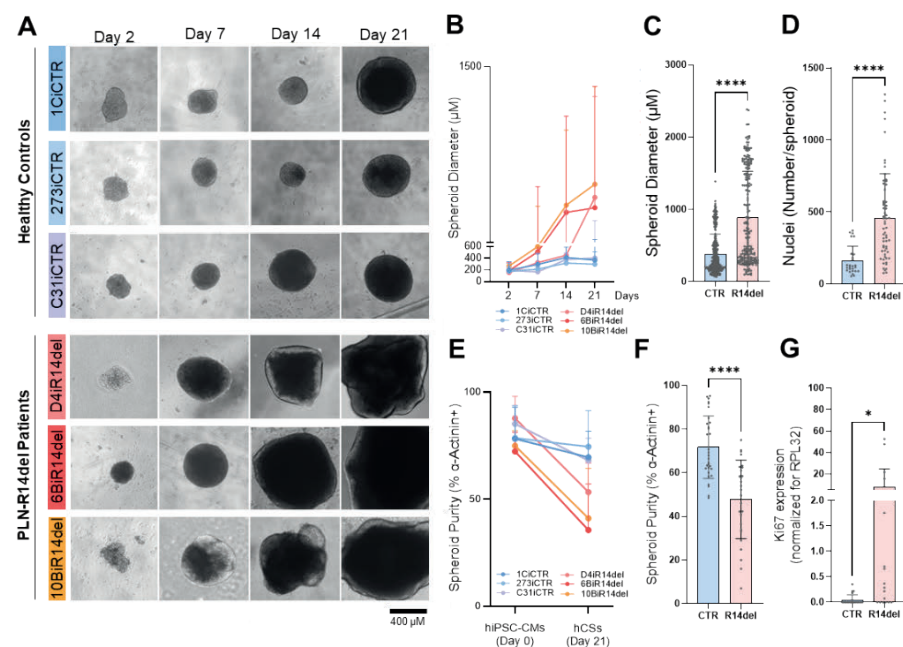 A
Day 2
Day 7
Day 14
Day 21
Healthy Controls
1CiCTR
273iCTR
C31iCTR
PLN-R14del Patients
D4iR14del
6BiR14del
10BiR14del
400 µM
B
Spheroid Diameter (µM)
1500
600
400
200
2
7
14
21
Days
1CiCTR
273iCTR
C31iCTR
D4iR14del
6BiR14del
10BiR14del
C
Spheroid Diameter (µM)
****
3000
2000
1000
0
CTR
R14del
D
Nuclei (Number/spheroid)
****
1500
1000
500
0
CTR
R14del
E
Spheroid Purity (% α-Actinin+)
100
50
0
1CiCTR
273iCTR
C31iCTR
D4iR14del
6BiR14del
10BiR14del
hiPSC-CMs
(Day 0)
hCSs
(Day 21)
F
Spheroid Purity (% α-Actinin+)
****
100
80
60
40
20
0
CTR
R14del
G
Ki67 expression
(normalized for RPL32)
*
100
80
60
40
20
2.0
1.5
1.0
0.5
0.0
CTR
R14del